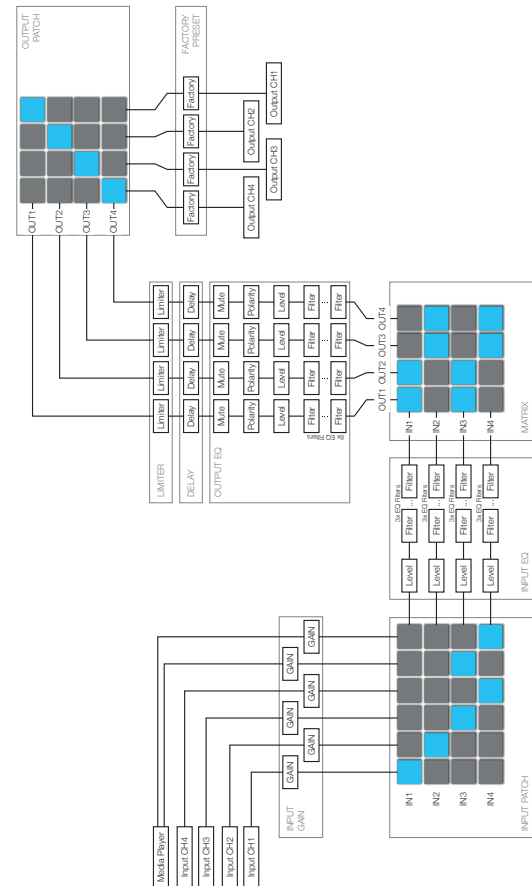 Media Player
Input CH4
Input CH3
Input CH2
Input CH1
INPUT
GAIN
GAIN
GAIN
GAIN
GAIN
GAIN
GAIN
INPUT PATCH
IN1
IN2
IN3
IN4
INPUT EQ
Level
Filter
...
Filter
3x EQ Filters
Level
Filter
...
Filter
3x EQ Filters
Level
Filter
...
Filter
3x EQ Filters
Level
Filter
...
Filter
3x EQ Filters
MATRIX
IN1
IN2
IN3
IN4
OUT1
OUT2
OUT3
OUT4
OUTPUT EQ
8x EQ Filters
Filter
...
Filter
Level
Polarity
Mute
Filter
...
Filter
Level
Polarity
Mute
Filter
...
Filter
Level
Polarity
Mute
Filter
...
Filter
Level
Polarity
Mute
DELAY
Delay
Delay
Delay
Delay
LIMITER
Limiter
Limiter
Limiter
Limiter
OUTPUT
PATCH
OUT1
OUT2
OUT3
OUT4
FACTORY
PRESET
Factory
Factory
Factory
Factory
Output CH1
Output CH2
Output CH3
Output CH4